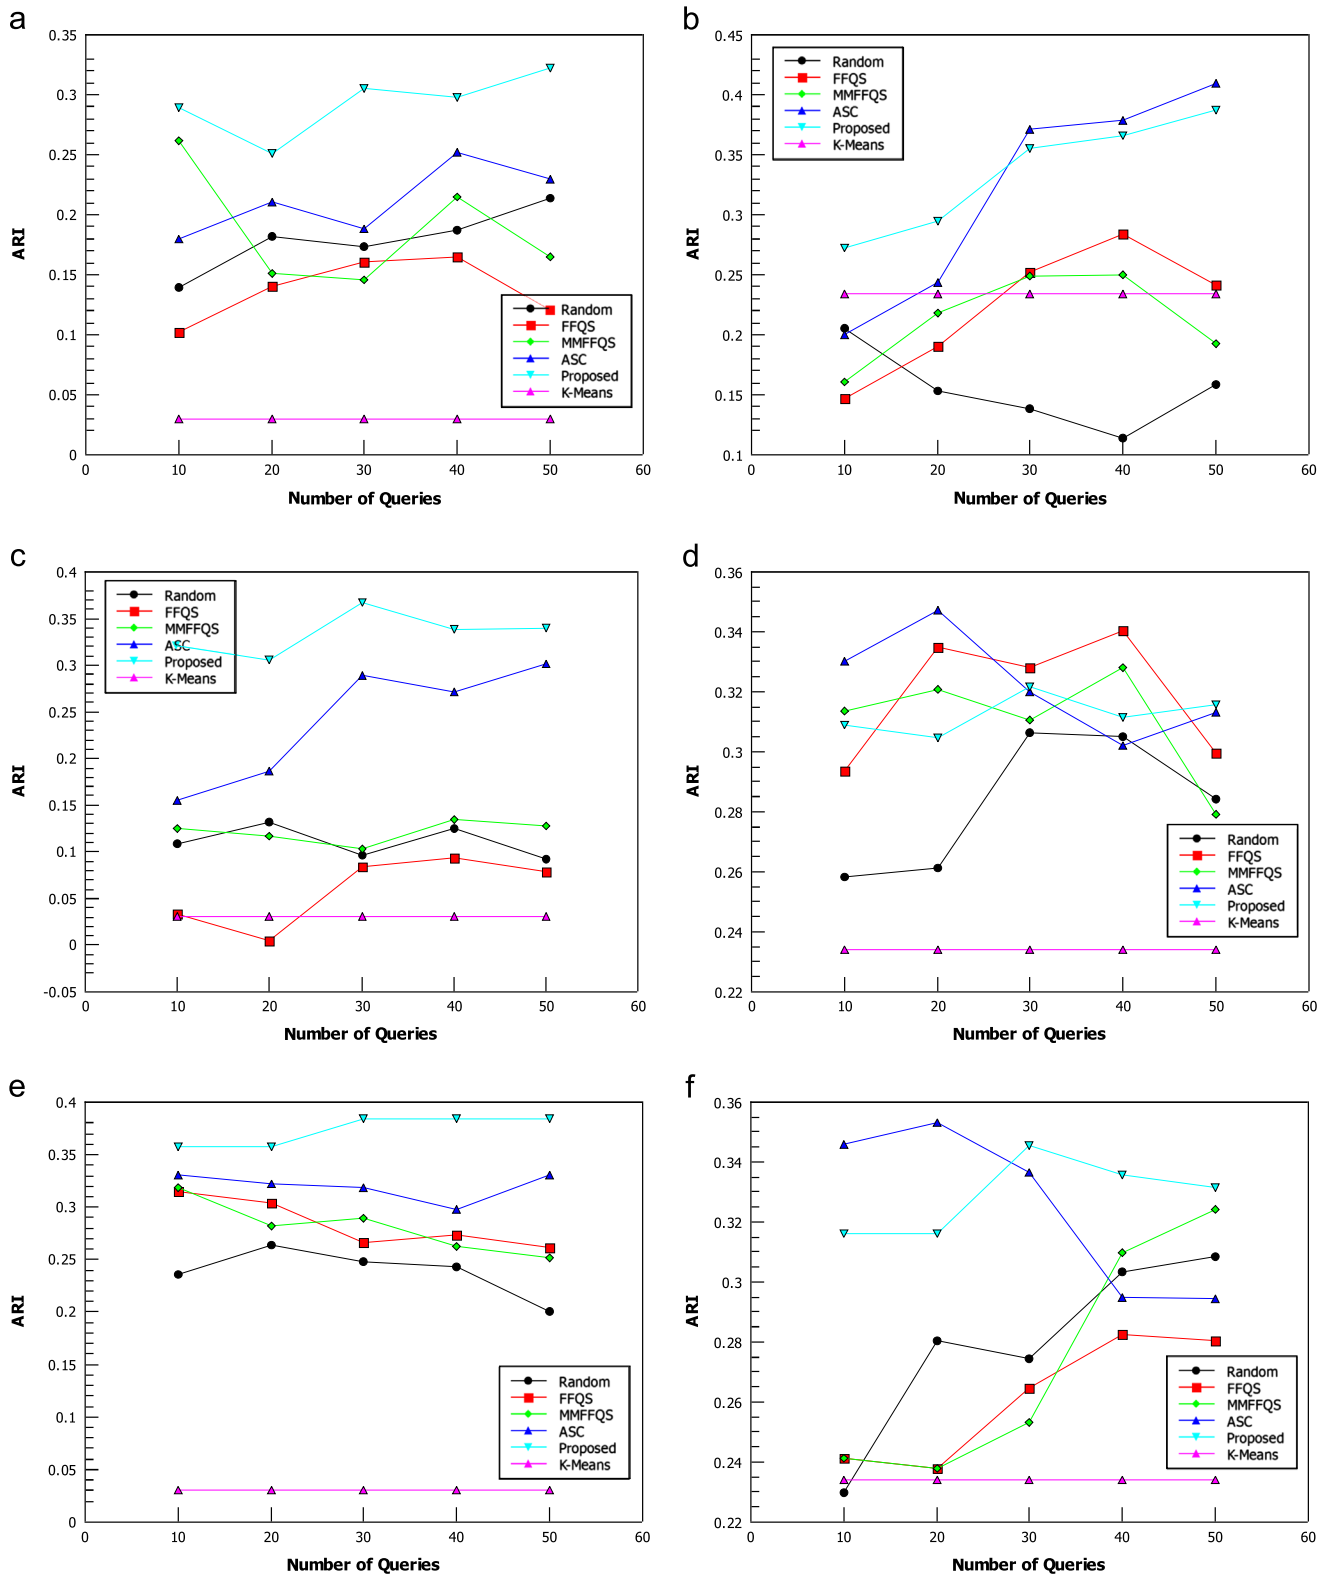 a
0.35
0.3
0.25
0.2
0.15
0.1
0.05
0
ARI
0 10 20 30 40 50 60
Number of Queries
Random
FFQS
MMFFQS
ASC
Proposed
K-Means
b
0.45
0.4
0.35
0.3
0.25
0.2
0.15
0.1
ARI
0 10 20 30 40 50 60
Number of Queries
Random
FFQS
MMFFQS
ASC
Proposed
K-Means
c
0.4
0.35
0.3
0.25
0.2
0.15
0.1
0.05
0
-0.05
ARI
0 10 20 30 40 50 60
Number of Queries
Random
FFQS
MMFFQS
ASC
Proposed
K-Means
d
0.36
0.34
0.32
0.3
0.28
0.26
0.24
0.22
ARI
0 10 20 30 40 50 60
Number of Queries
Random
FFQS
MMFFQS
ASC
Proposed
K-Means
e
0.4
0.35
0.3
0.25
0.2
0.15
0.1
0.05
0
ARI
0 10 20 30 40 50 60
Number of Queries
Random
FFQS
MMFFQS
ASC
Proposed
K-Means
f
0.36
0.34
0.32
0.3
0.28
0.26
0.24
0.22
ARI
0 10 20 30 40 50 60
Number of Queries
Random
FFQS
MMFFQS
ASC
Proposed
K-Means